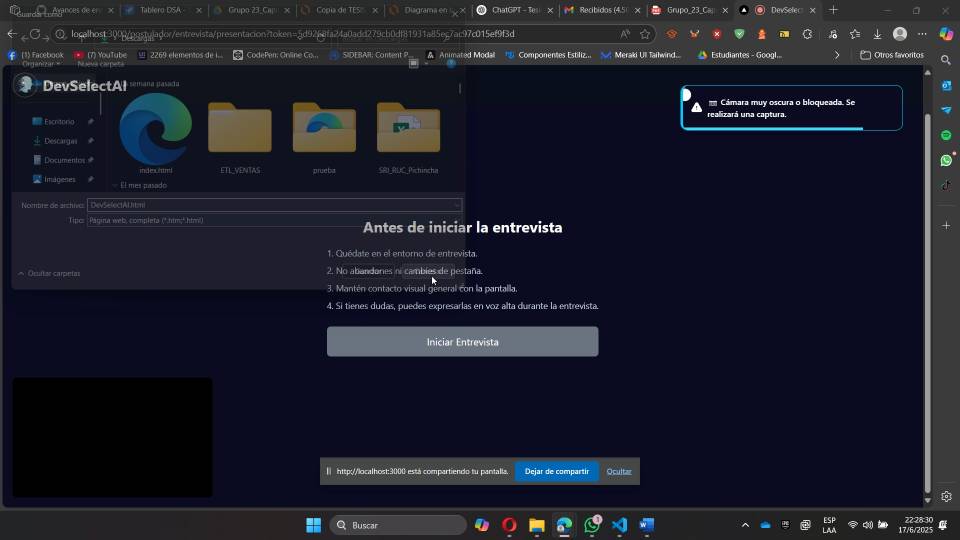 Guardar como
Avances de en
Tablero DSA -
Grupo 23_Cap
Copia de TESI
Diagrama en
ChatGPT - Tes
Recibidos (4.5
Grupo_23_Cap
DevSelect
localhost:3000/postulador/entrevista/presentacion?token=
Descargas
(1) Facebook
(7) YouTube
2269 elementos de i...
CodePen: Online Co...
SIDEBAR: Component...
Animated Modal
Componentes Estiliz...
Meraki UI Tailwind...
Estudiantes - Googl...
Otros favoritos
Organizar
Nueva carpeta
DevSelectAI
semana pasada
Escritorio
Descargas
Documentos
Imágenes
index.html
ETL_VENTAS
prueba
SRI_RUC_Pichincha
El mes pasado
Nombre de archivo:
DevSelectAI.html
Tipo:
Página web, completa (*.htm;*.html)
Ocultar carpetas
Cámara muy oscura o bloqueada. Se
realizará una captura.
Antes de iniciar la entrevista
1. Quédate en el entorno de entrevista.
2. No abandones ni cambies de pestaña.
3. Mantén contacto visual general con la pantalla.
4. Si tienes dudas, puedes expresarlas en voz alta durante la entrevista.
Iniciar Entrevista
http://localhost:3000 está compartiendo tu pantalla.
Dejar de compartir
Ocultar
Buscar
1
ESP
LAA
22:28:30
17/6/2025